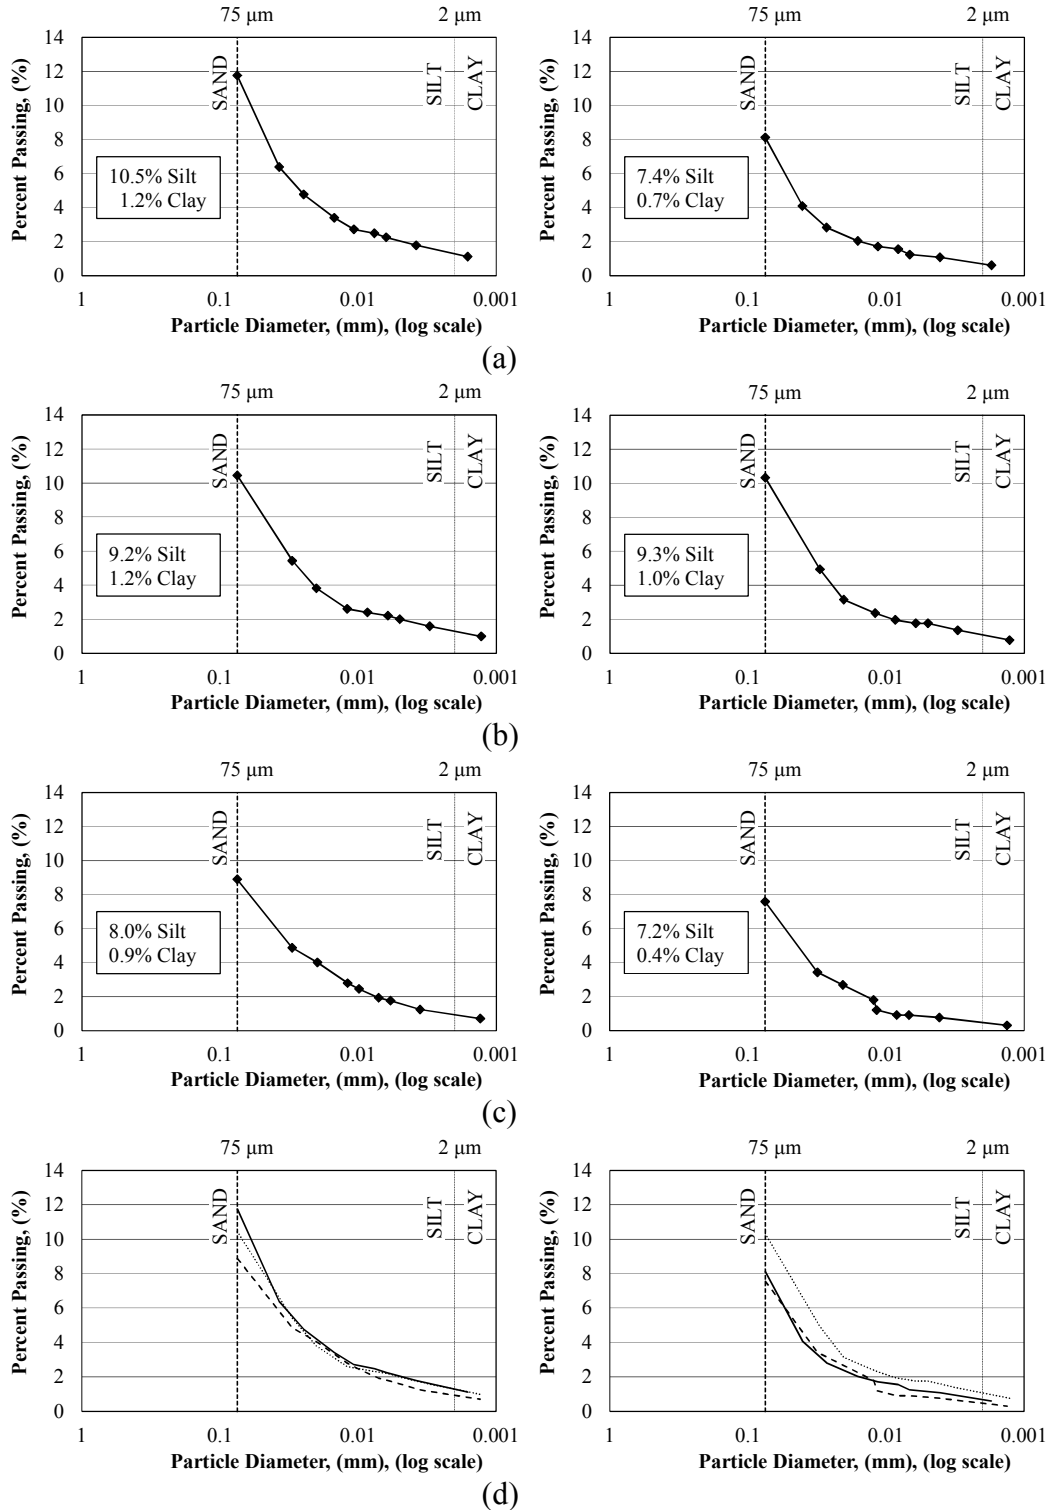 75 µm 2 µm
14
12
10
8
6
4
2
0
Percent Passing, (%)
SAND
SILT
CLAY
10.5% Silt
1.2% Clay
1 0.1 0.01 0.001
Particle Diameter, (mm), (log scale)
75 µm 2 µm
14
12
10
8
6
4
2
0
Percent Passing, (%)
SAND
SILT
CLAY
7.4% Silt
0.7% Clay
1 0.1 0.01 0.001
Particle Diameter, (mm), (log scale)
(a)
75 µm 2 µm
14
12
10
8
6
4
2
0
Percent Passing, (%)
SAND
SILT
CLAY
9.2% Silt
1.2% Clay
1 0.1 0.01 0.001
Particle Diameter, (mm), (log scale)
75 µm 2 µm
14
12
10
8
6
4
2
0
Percent Passing, (%)
SAND
SILT
CLAY
9.3% Silt
1.0% Clay
1 0.1 0.01 0.001
Particle Diameter, (mm), (log scale)
(b)
75 µm 2 µm
14
12
10
8
6
4
2
0
Percent Passing, (%)
SAND
SILT
CLAY
8.0% Silt
0.9% Clay
1 0.1 0.01 0.001
Particle Diameter, (mm), (log scale)
75 µm 2 µm
14
12
10
8
6
4
2
0
Percent Passing, (%)
SAND
SILT
CLAY
7.2% Silt
0.4% Clay
1 0.1 0.01 0.001
Particle Diameter, (mm), (log scale)
(c)
75 µm 2 µm
14
12
10
8
6
4
2
0
Percent Passing, (%)
SAND
SILT
CLAY
1 0.1 0.01 0.001
Particle Diameter, (mm), (log scale)
75 µm 2 µm
14
12
10
8
6
4
2
0
Percent Passing, (%)
SAND
SILT
CLAY
1 0.1 0.01 0.001
Particle Diameter, (mm), (log scale)
(d)